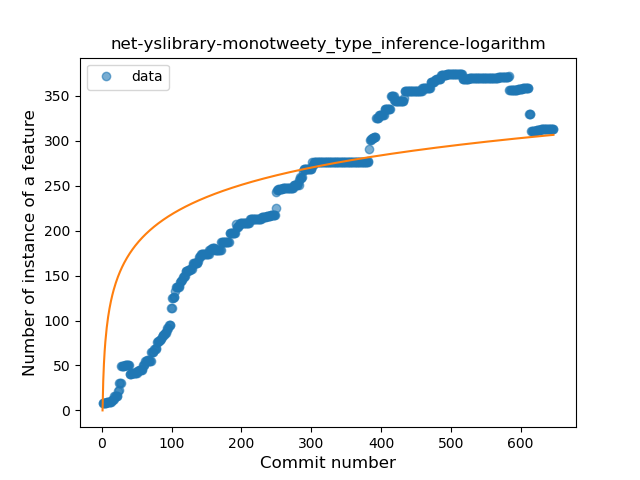 net-yslibrary-monotweety_type_inference-logarithm
data
Number of instance of a feature
350
300
250
200
150
100
50
0
0 100 200 300 400 500 600
Commit number